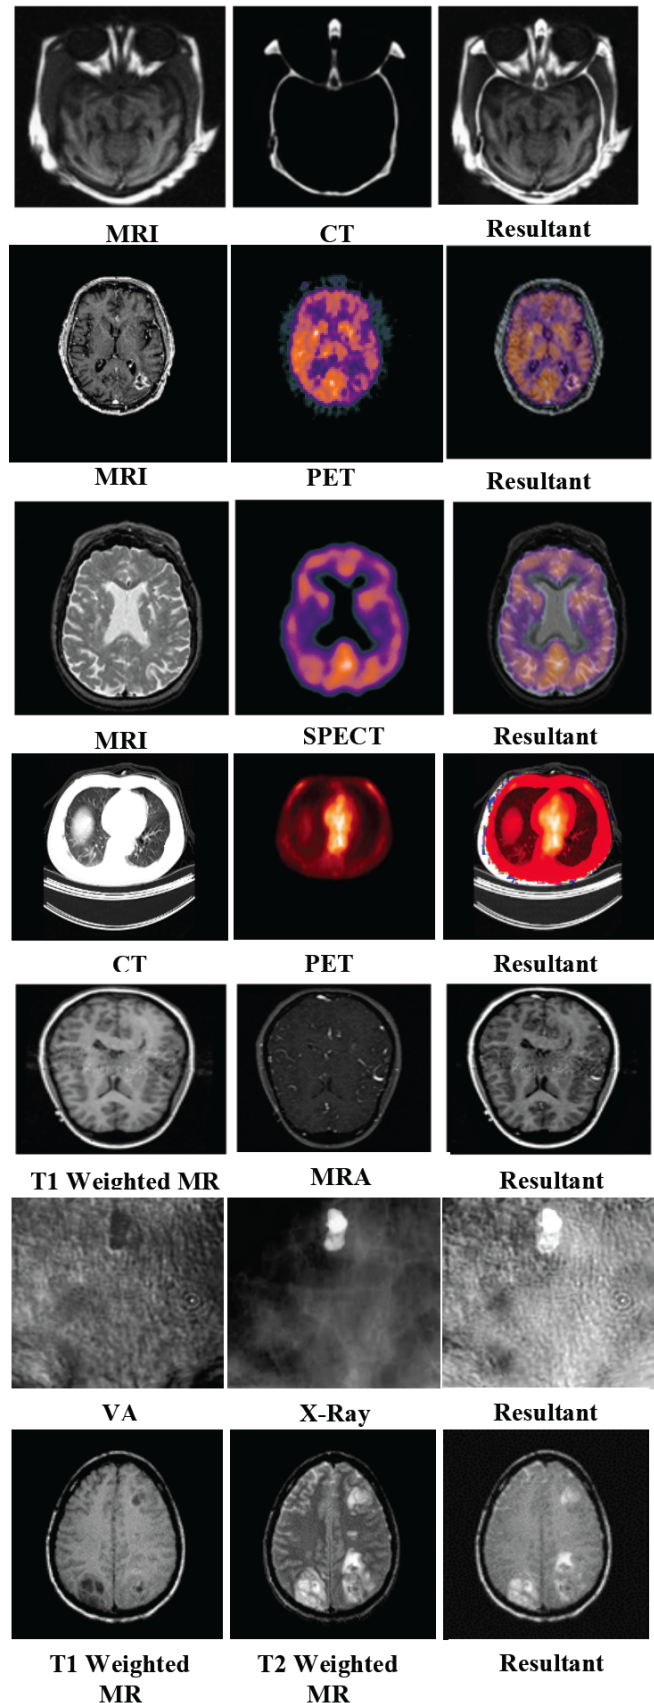 MRI CT Resultant
MRI PET Resultant
MRI SPECT Resultant
CT PET Resultant
T1 Weighted MR MRA Resultant
VA X-Ray Resultant
T1 Weighted MR T2 Weighted MR Resultant